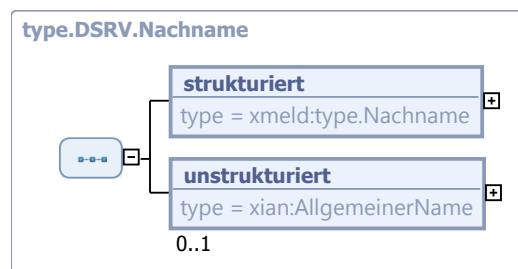 type.DSRV.Nachname
strukturiert
type = xmeld:type.Nachname
unstrukturiert
type = xian:AllgemeinerName
0..1